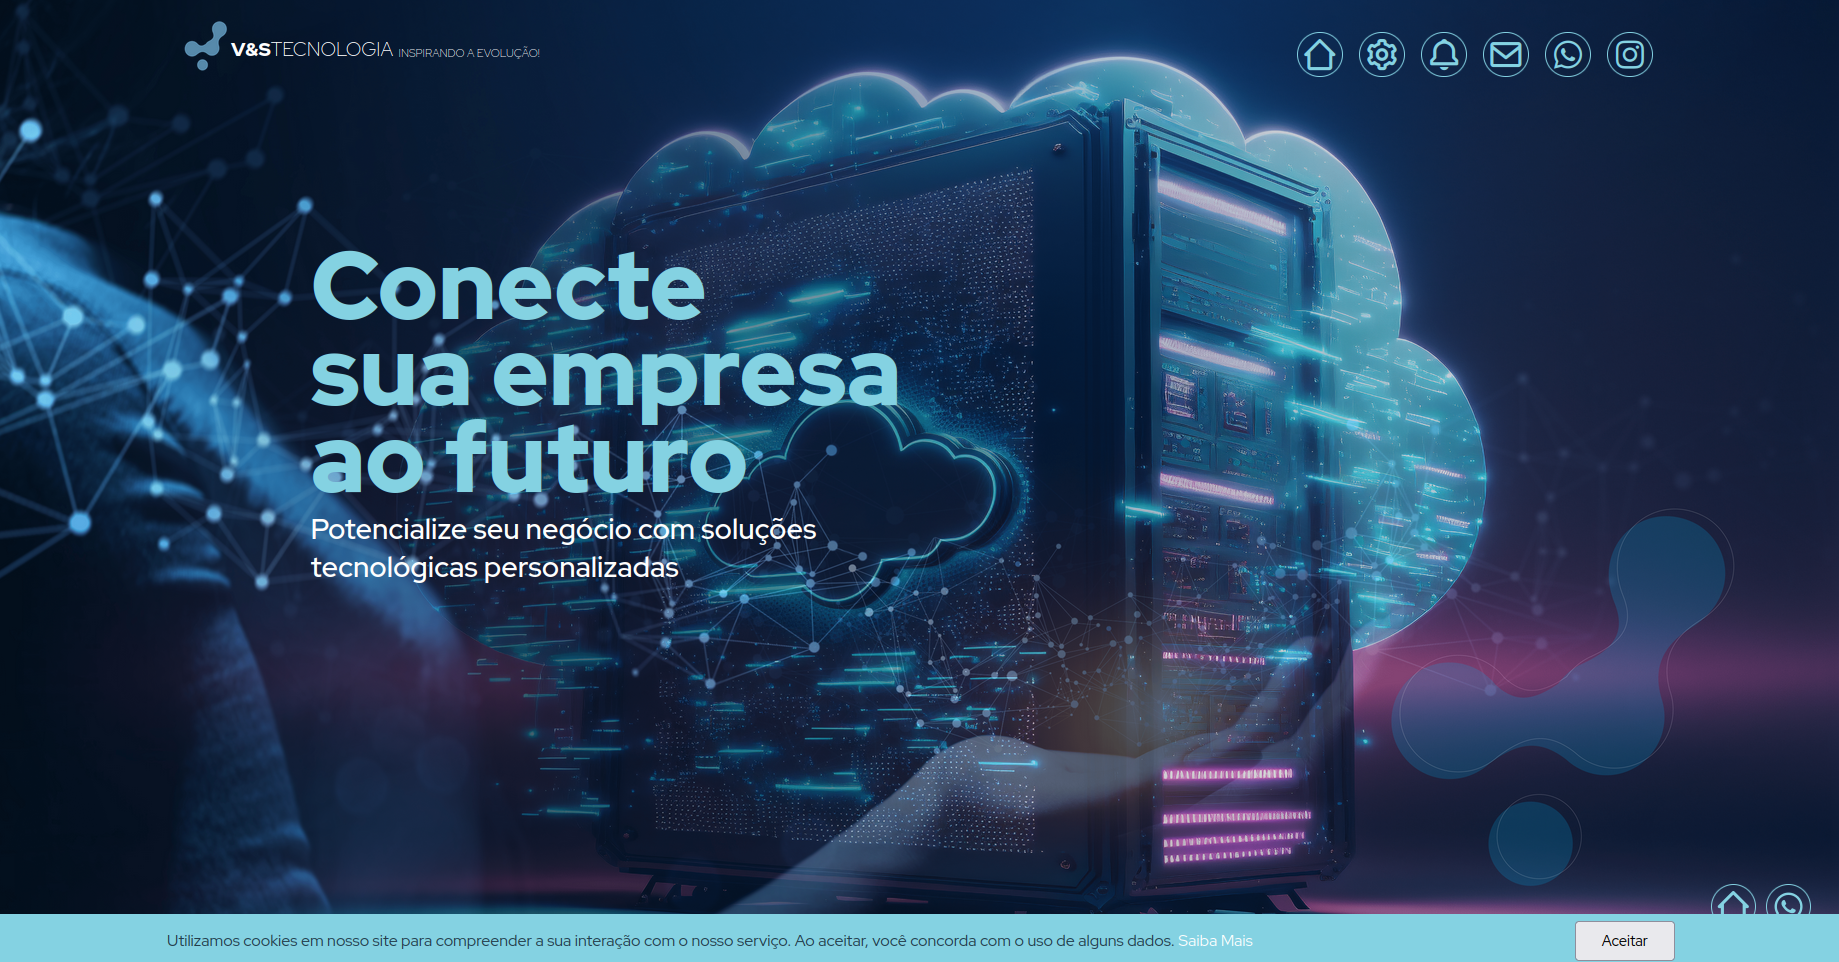 V&STECNOLOGIA INSPIRANDO A EVOLUÇÃO!
Conecte
sua empresa
ao futuro
Potencialize seu negócio com soluções
tecnológicas personalizadas
Utilizamos cookies em nosso site para compreender a sua interação com o nosso serviço. Ao aceitar, você concorda com o uso de alguns dados. Saiba Mais
Aceitar